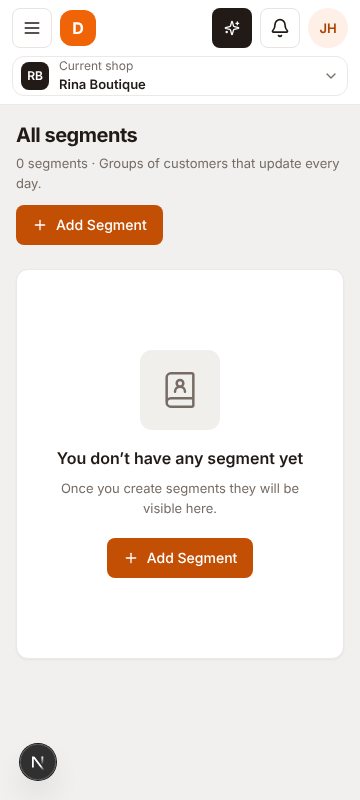 D
JH
RB
Current shop
Rina Boutique
All segments
0 segments · Groups of customers that update every
day.
+ Add Segment
You don’t have any segment yet
Once you create segments they will be
visible here.
+ Add Segment
N